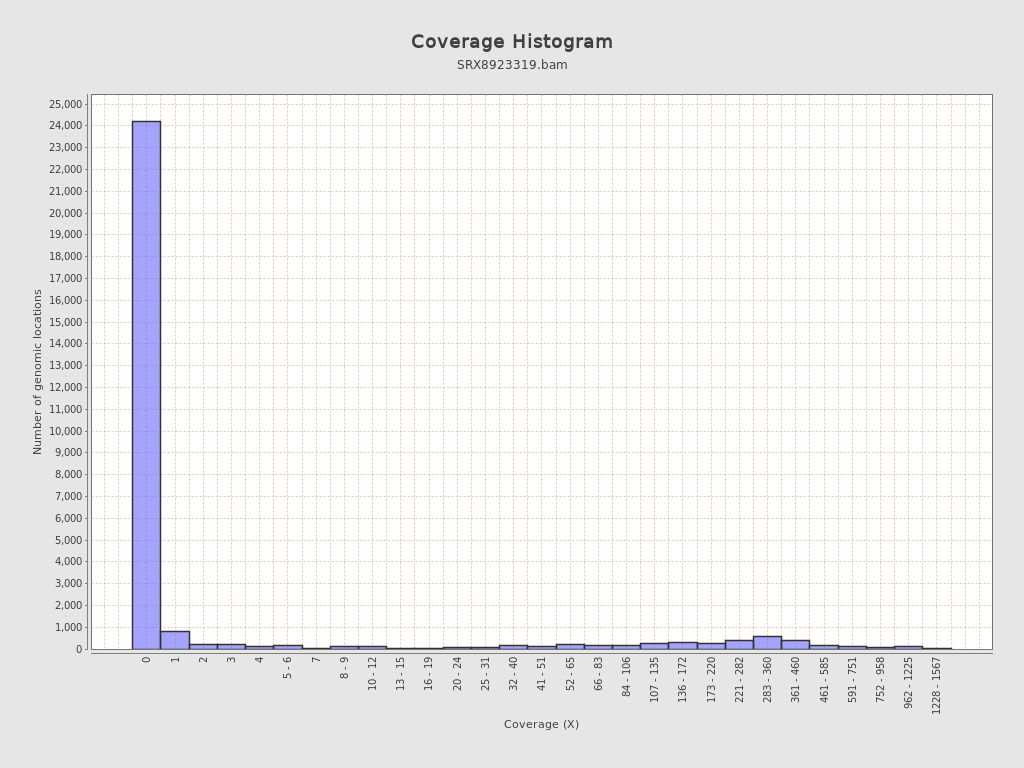 Coverage Histogram
SRX8923319.bam
25,000
24,000
23,000
22,000
21,000
20,000
19,000
18,000
17,000
16,000
15,000
14,000
13,000
12,000
11,000
10,000
9,000
8,000
7,000
6,000
5,000
4,000
3,000
2,000
1,000
0
Number of genomic locations
0
1
2
3
4
5 - 6
7
8 - 9
10 - 12
13 - 15
16 - 19
20 - 24
25 - 31
32 - 40
41 - 51
52 - 65
66 - 83
84 - 106
107 - 135
136 - 172
173 - 220
221 - 282
283 - 360
361 - 460
461 - 585
591 - 751
752 - 958
962 - 1225
1228 - 1567
Coverage (X)